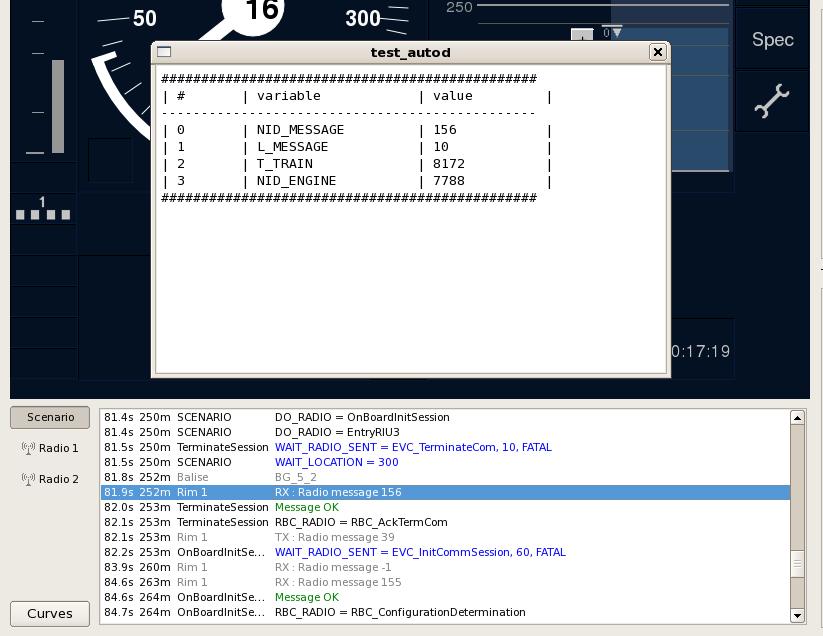 50
16
300
250
0
Spec
test_autod
###############################################
| # | variable | value |
-----------------------------------------------
| 0 | NID_MESSAGE | 156 |
| 1 | L_MESSAGE | 10 |
| 2 | T_TRAIN | 8172 |
| 3 | NID_ENGINE | 7788 |
###############################################
1
0:17:19
Scenario
Radio 1
Radio 2
Curves
81.4s 250m SCENARIO DO_RADIO = OnBoardInitSession
81.4s 250m SCENARIO DO_RADIO = EntryRIU3
81.5s 250m TerminateSession WAIT_RADIO_SENT = EVC_TerminateCom, 10, FATAL
81.5s 250m SCENARIO WAIT_LOCATION = 300
81.8s 252m Balise BG_5_2
81.9s 252m Rim 1 RX : Radio message 156
82.0s 253m TerminateSession Message OK
82.1s 253m TerminateSession RBC_RADIO = RBC_AckTermCom
82.1s 253m Rim 1 TX : Radio message 39
82.2s 253m OnBoardInitSe... WAIT_RADIO_SENT = EVC_InitCommSession, 60, FATAL
83.9s 260m Rim 1 RX : Radio message -1
84.6s 263m Rim 1 RX : Radio message 155
84.6s 264m OnBoardInitSe... Message OK
84.7s 264m OnBoardInitSe... RBC_RADIO = RBC_ConfigurationDetermination